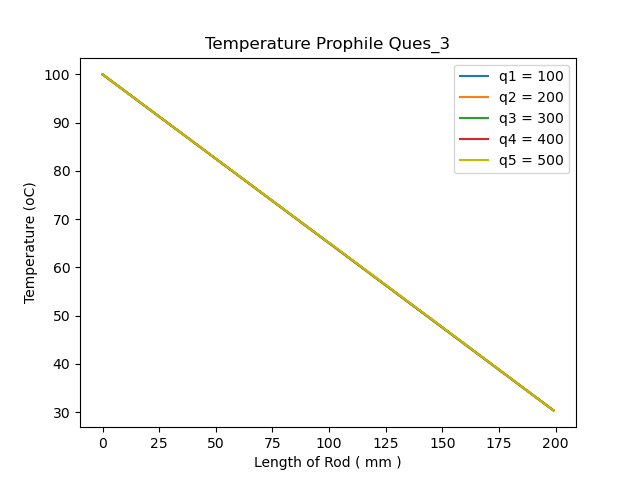 Temperature Prophile Ques_3
100
90
80
70
60
50
40
30
Temperature (oC)
q1 = 100
q2 = 200
q3 = 300
q4 = 400
q5 = 500
0 25 50 75 100 125 150 175 200
Length of Rod ( mm )